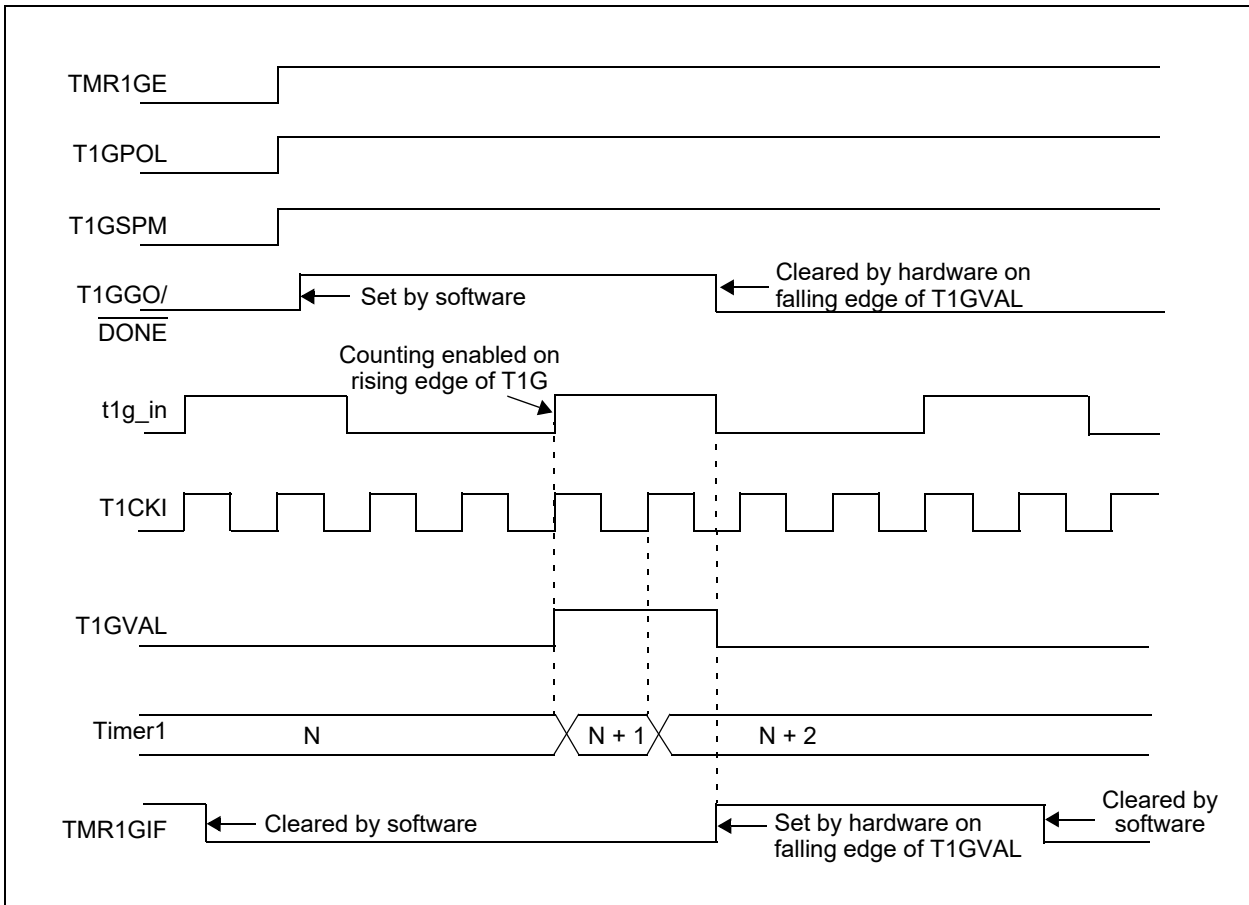 TMR1GE
T1GPOL
T1GSPM
T1GGO/
DONE
Set by software
Cleared by hardware on
falling edge of T1GVAL
Counting enabled on
rising edge of T1G
t1g_in
T1CKI
T1GVAL
Timer1
N
N + 1
N + 2
TMR1GIF
Cleared by software
Set by hardware on
falling edge of T1GVAL
Cleared by
software